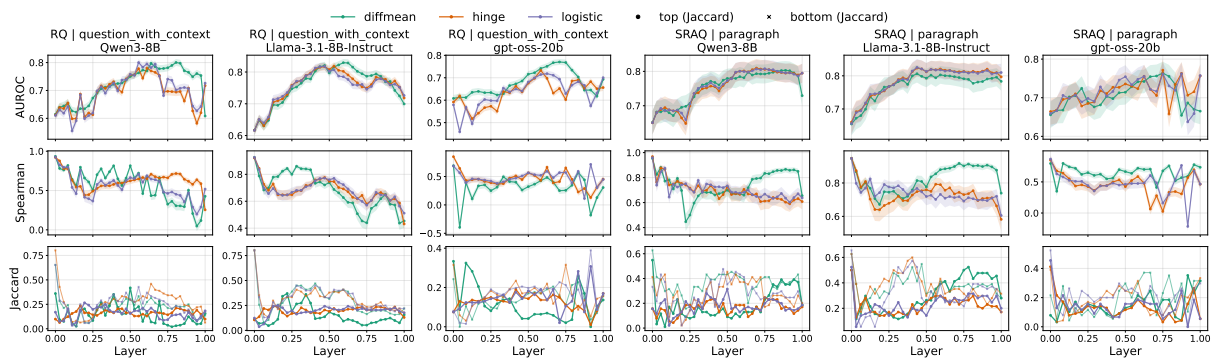 diffmean hinge logistic top (Jaccard) bottom (Jaccard)
RQ | question_with_context
Qwen3-8B
RQ | question_with_context
Llama-3.1-8B-Instruct
RQ | question_with_context
gpt-oss-20b
SRAQ | paragraph
Qwen3-8B
SRAQ | paragraph
Llama-3.1-8B-Instruct
SRAQ | paragraph
gpt-oss-20b
AUROC
0.8 0.7 0.6
0.8 0.7 0.6
0.7 0.6 0.5
0.8 0.7
0.8 0.7
0.8 0.7 0.6
Spearman
1.0 0.5 0.0
0.8 0.6 0.4
0.5 0.0 −0.5
1.0 0.8 0.6 0.4
0.8 0.6
0.5 0.0
Jaccard
0.75 0.50 0.25 0.00
0.75 0.50 0.25 0.00
0.4 0.2 0.0
0.6 0.4 0.2 0.0
0.6 0.4 0.2 0.0
0.4 0.2 0.0
0.00 0.25 0.50 0.75 1.00
0.00 0.25 0.50 0.75 1.00
0.00 0.25 0.50 0.75 1.00
0.00 0.25 0.50 0.75 1.00
0.00 0.25 0.50 0.75 1.00
0.00 0.25 0.50 0.75 1.00
Layer Layer Layer Layer Layer Layer